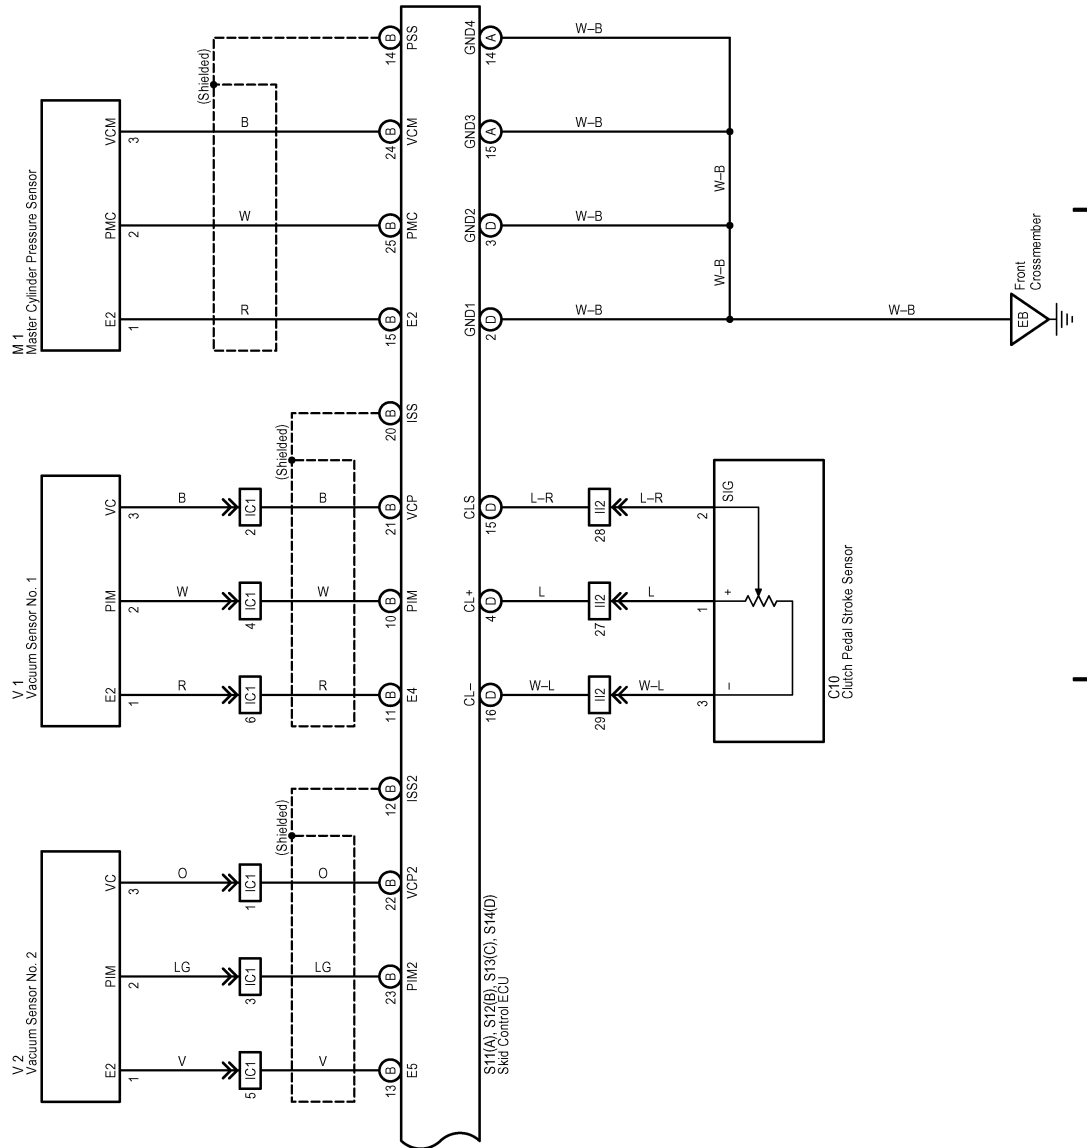 M 1
Master Cylinder Pressure Sensor
E2
PMC
VCM
1
2
3
(Shielded)
R
W
B
15 B E2
25 B PMC
24 B VCM
14 B PSS
V 1
Vacuum Sensor No. 1
E2
PIM
VC
1
2
3
R
W
B
6 IC1
4 IC1
2 IC1
(Shielded)
R
W
B
11 B E4
10 B PIM
21 B VCP
20 B ISS
V 2
Vacuum Sensor No. 2
E2
PIM
VC
1
2
3
V
LG
O
5 IC1
3 IC1
1 IC1
(Shielded)
V
LG
O
13 B E5
23 B PIM2
22 B VCP2
12 B ISS2
S11(A), S12(B), S13(C), S14(D)
Skid Control ECU
CL–
CL+
CLS
16 D
4 D
15 D
W–L
L
L–R
29 II2
27 II2
28 II2
W–L
L
L–R
3
1
2
–
+
SIG
C10
Clutch Pedal Stroke Sensor
GND1
GND2
GND3
GND4
2 D
3 D
15 A
14 A
W–B
W–B
W–B
W–B
W–B
W–B
W–B
EB
Front
Crossmember